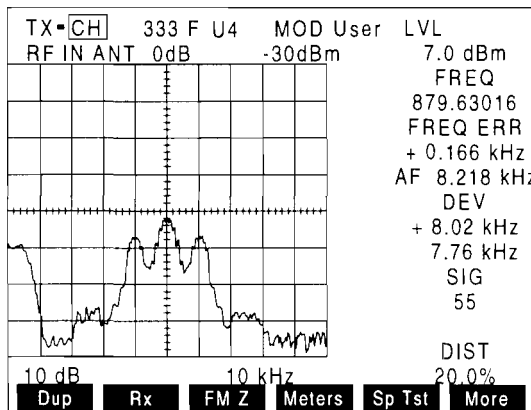 TX=CH 333 F U4 MOD User LVL
RF IN ANT 0dB -30dBm 7.0 dBm
FREQ
879.63016
FREQ ERR
+ 0.166 kHz
AF 8.218 kHz
DEV
+ 8.02 kHz
7.76 kHz
SIG
55
DIST
10 dB 10 kHz 20.0%
Dup Rx FM Z Meters Sp Tst More